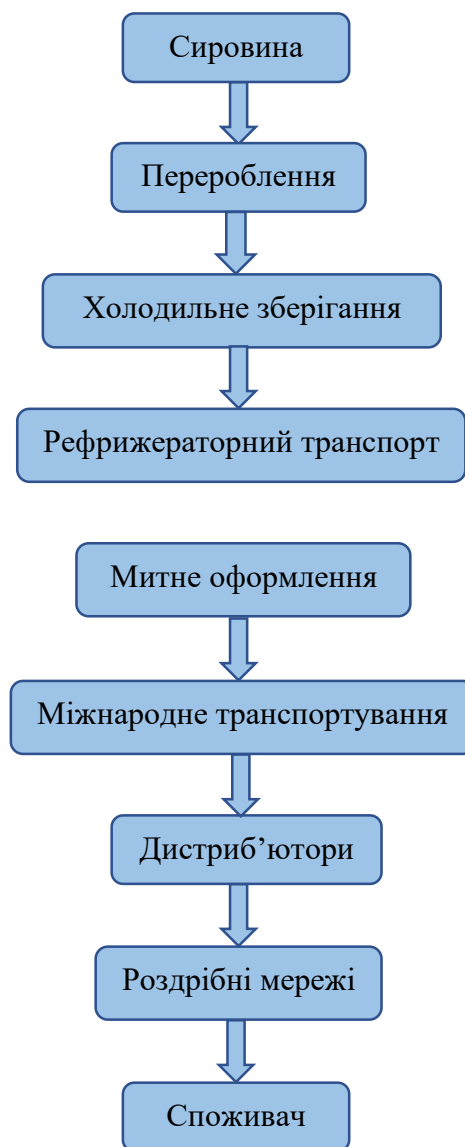 Сировина
Перероблення
Холодильне зберігання
Рефрижераторний транспорт
Митне оформлення
Міжнародне транспортування
Дистриб’ютори
Роздрібні мережі
Споживач